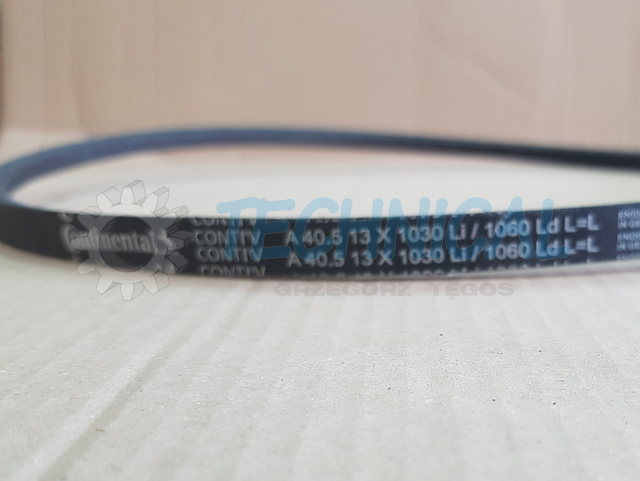 TECHNICAL
GRZEGORZ TĘGOS
Continental
CONTI V A 40.5 13 X 1030 Li / 1060 Ld L=L
CONTI V A 40.5 13 X 1030 Li / 1060 Ld L=L
CONTI V